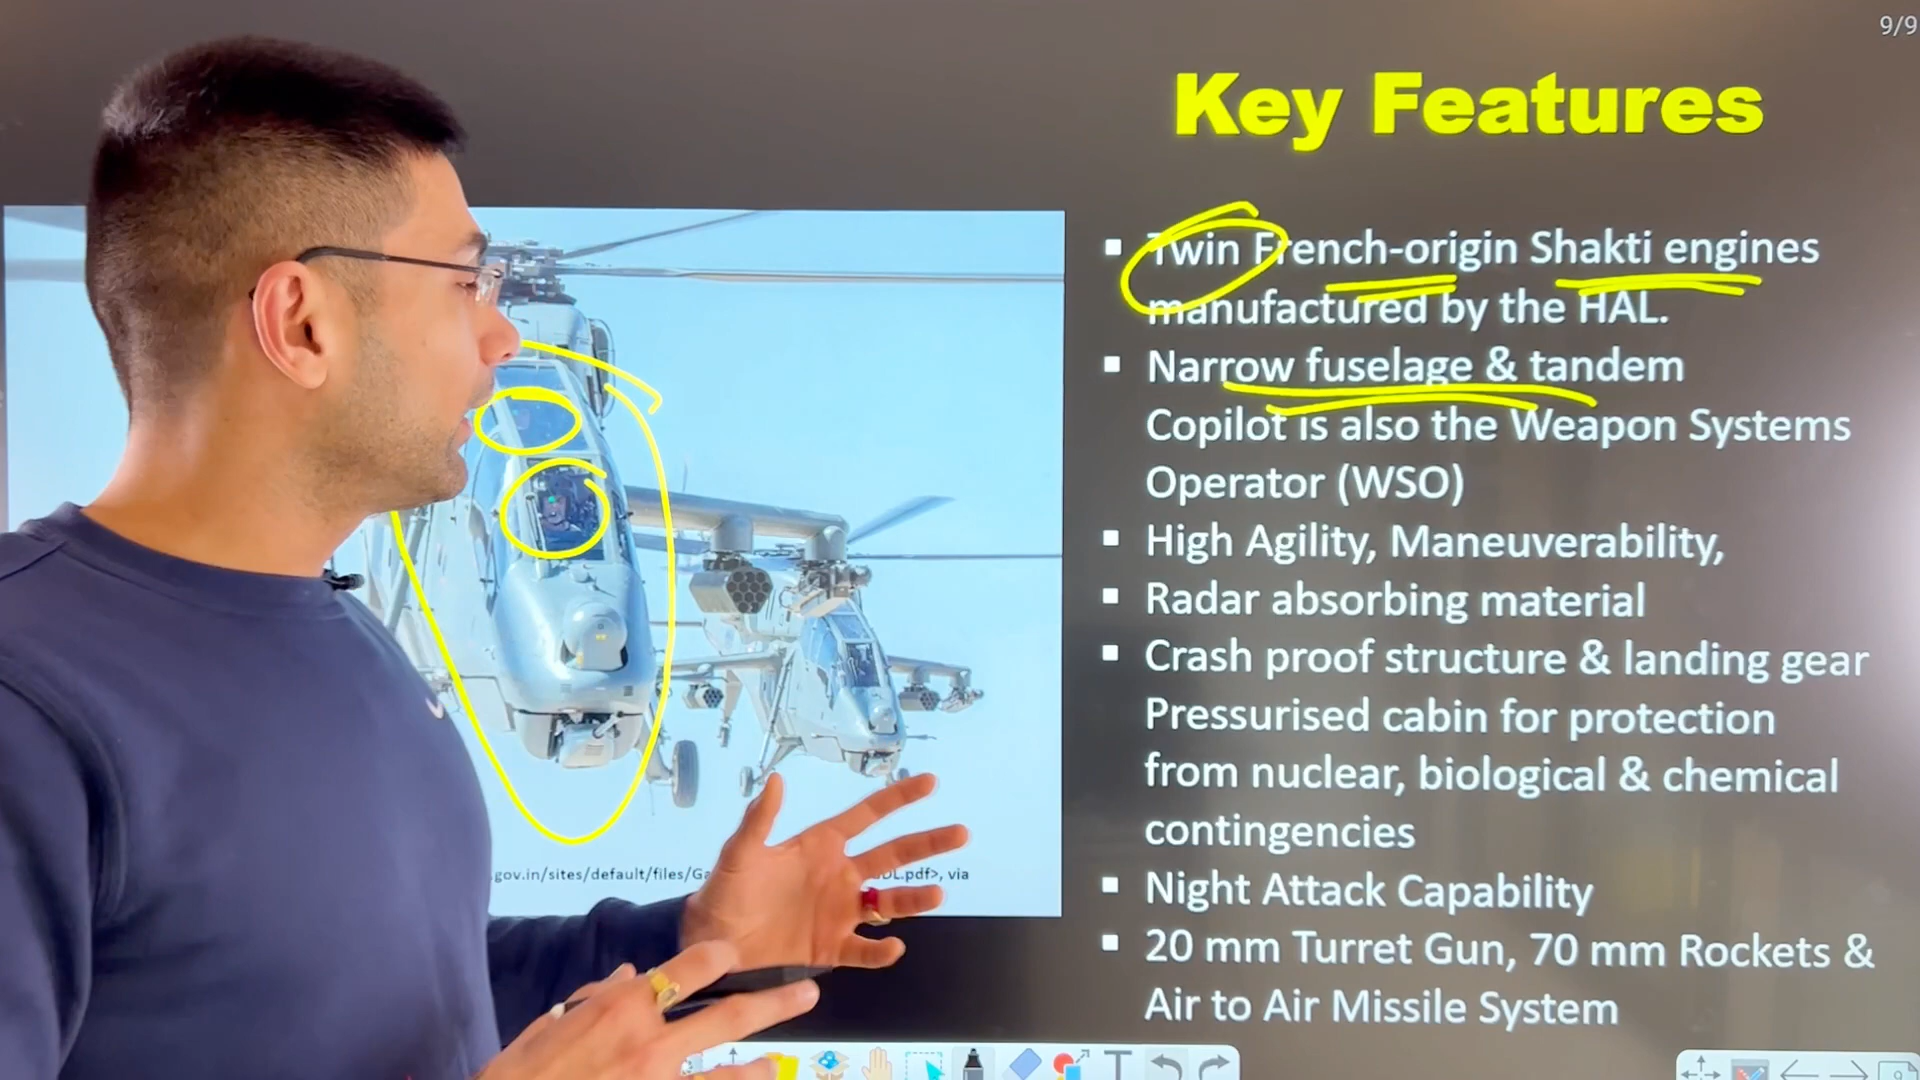 9/9
Key Features
▪ Twin French-origin Shakti engines
manufactured by the HAL.
▪ Narrow fuselage & tandem
Copilot is also the Weapon Systems
Operator (WSO)
▪ High Agility, Maneuverability,
▪ Radar absorbing material
▪ Crash proof structure & landing gear
Pressurised cabin for protection
from nuclear, biological & chemical
contingencies
▪ Night Attack Capability
▪ 20 mm Turret Gun, 70 mm Rockets &
Air to Air Missile System
.gov.in/sites/default/files/Ga DL.pdf>, via